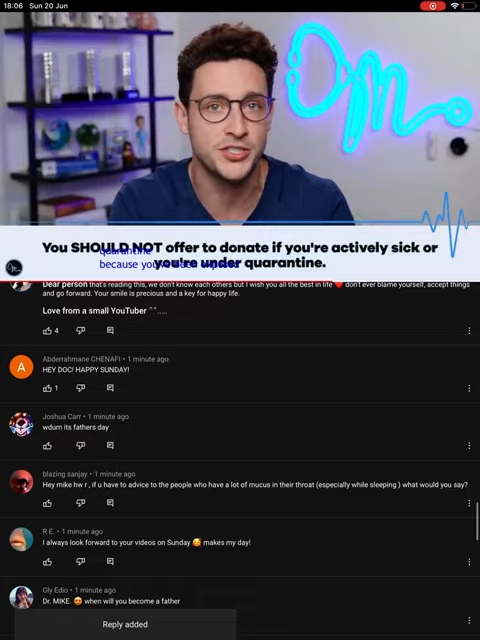 18:06 Sun 20 Jun
You SHOULD NOT offer to donate if you're actively sick or
you're under quarantine.
quarantine
because you've been
Dear person that's reading this, we don't know each others but I wish you all the best in life ❤️ don't ever blame yourself, accept things
and go forward. Your smile is precious and a key for happy life.
Love from a small YouTuber ^^.....
4
A
Abderrahmane CHENAFI • 1 minute ago
HEY DOC! HAPPY SUNDAY!
1
Joshua Carr • 1 minute ago
wdum its fathers day
blazing sanjay • 1 minute ago
Hey mike hw r , if u have to advice to the people who have a lot of mucus in their throat (especially while sleeping ) what would you say?
R E. • 1 minute ago
I always look forward to your videos on Sunday 🥰 makes my day!
Gly Edio • 1 minute ago
Dr. MIKE. 😍 when will you become a father
Reply added